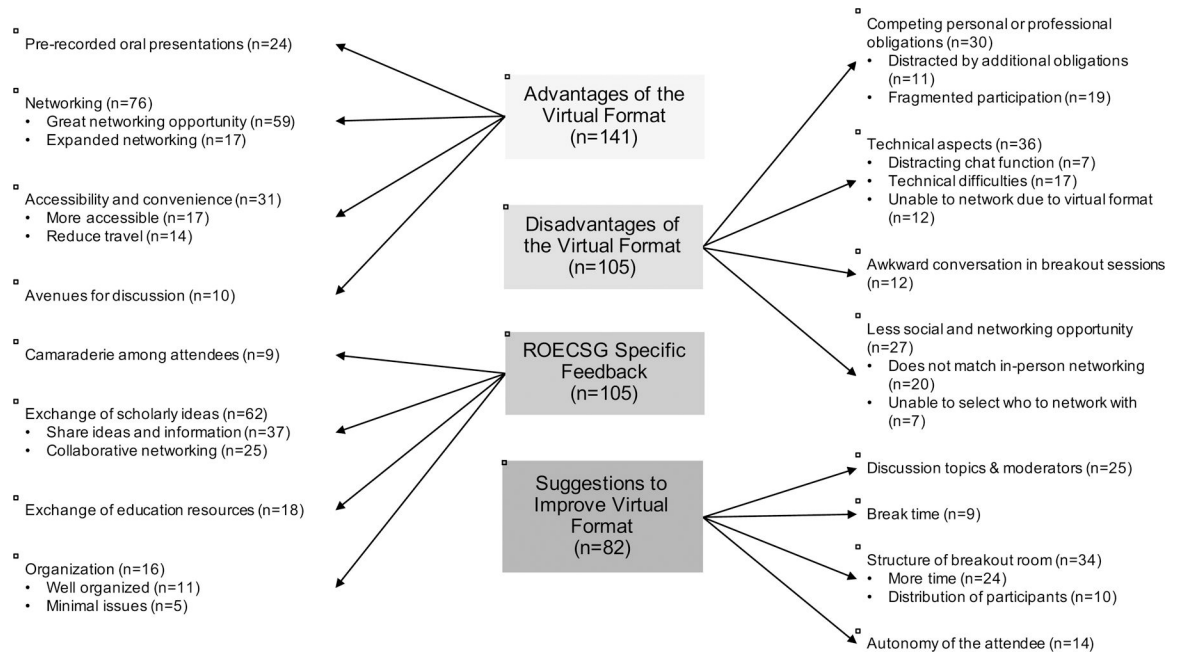 Pre-recorded oral presentations (n=24)
Networking (n=76)
• Great networking opportunity (n=59)
• Expanded networking (n=17)
Accessibility and convenience (n=31)
• More accessible (n=17)
• Reduce travel (n=14)
Avenues for discussion (n=10)
Camaraderie among attendees (n=9)
Exchange of scholarly ideas (n=62)
• Share ideas and information (n=37)
• Collaborative networking (n=25)
Exchange of education resources (n=18)
Organization (n=16)
• Well organized (n=11)
• Minimal issues (n=5)
Advantages of the
Virtual Format
(n=141)
Disadvantages of
the Virtual Format
(n=105)
ROECSG Specific
Feedback
(n=105)
Suggestions to
Improve Virtual
Format
(n=82)
Competing personal or professional
obligations (n=30)
• Distracted by additional obligations
(n=11)
• Fragmented participation (n=19)
Technical aspects (n=36)
• Distracting chat function (n=7)
• Technical difficulties (n=17)
• Unable to network due to virtual format
(n=12)
Awkward conversation in breakout sessions
(n=12)
Less social and networking opportunity
(n=27)
• Does not match in-person networking
(n=20)
• Unable to select who to network with
(n=7)
Discussion topics & moderators (n=25)
Break time (n=9)
Structure of breakout room (n=34)
• More time (n=24)
• Distribution of participants (n=10)
Autonomy of the attendee (n=14)